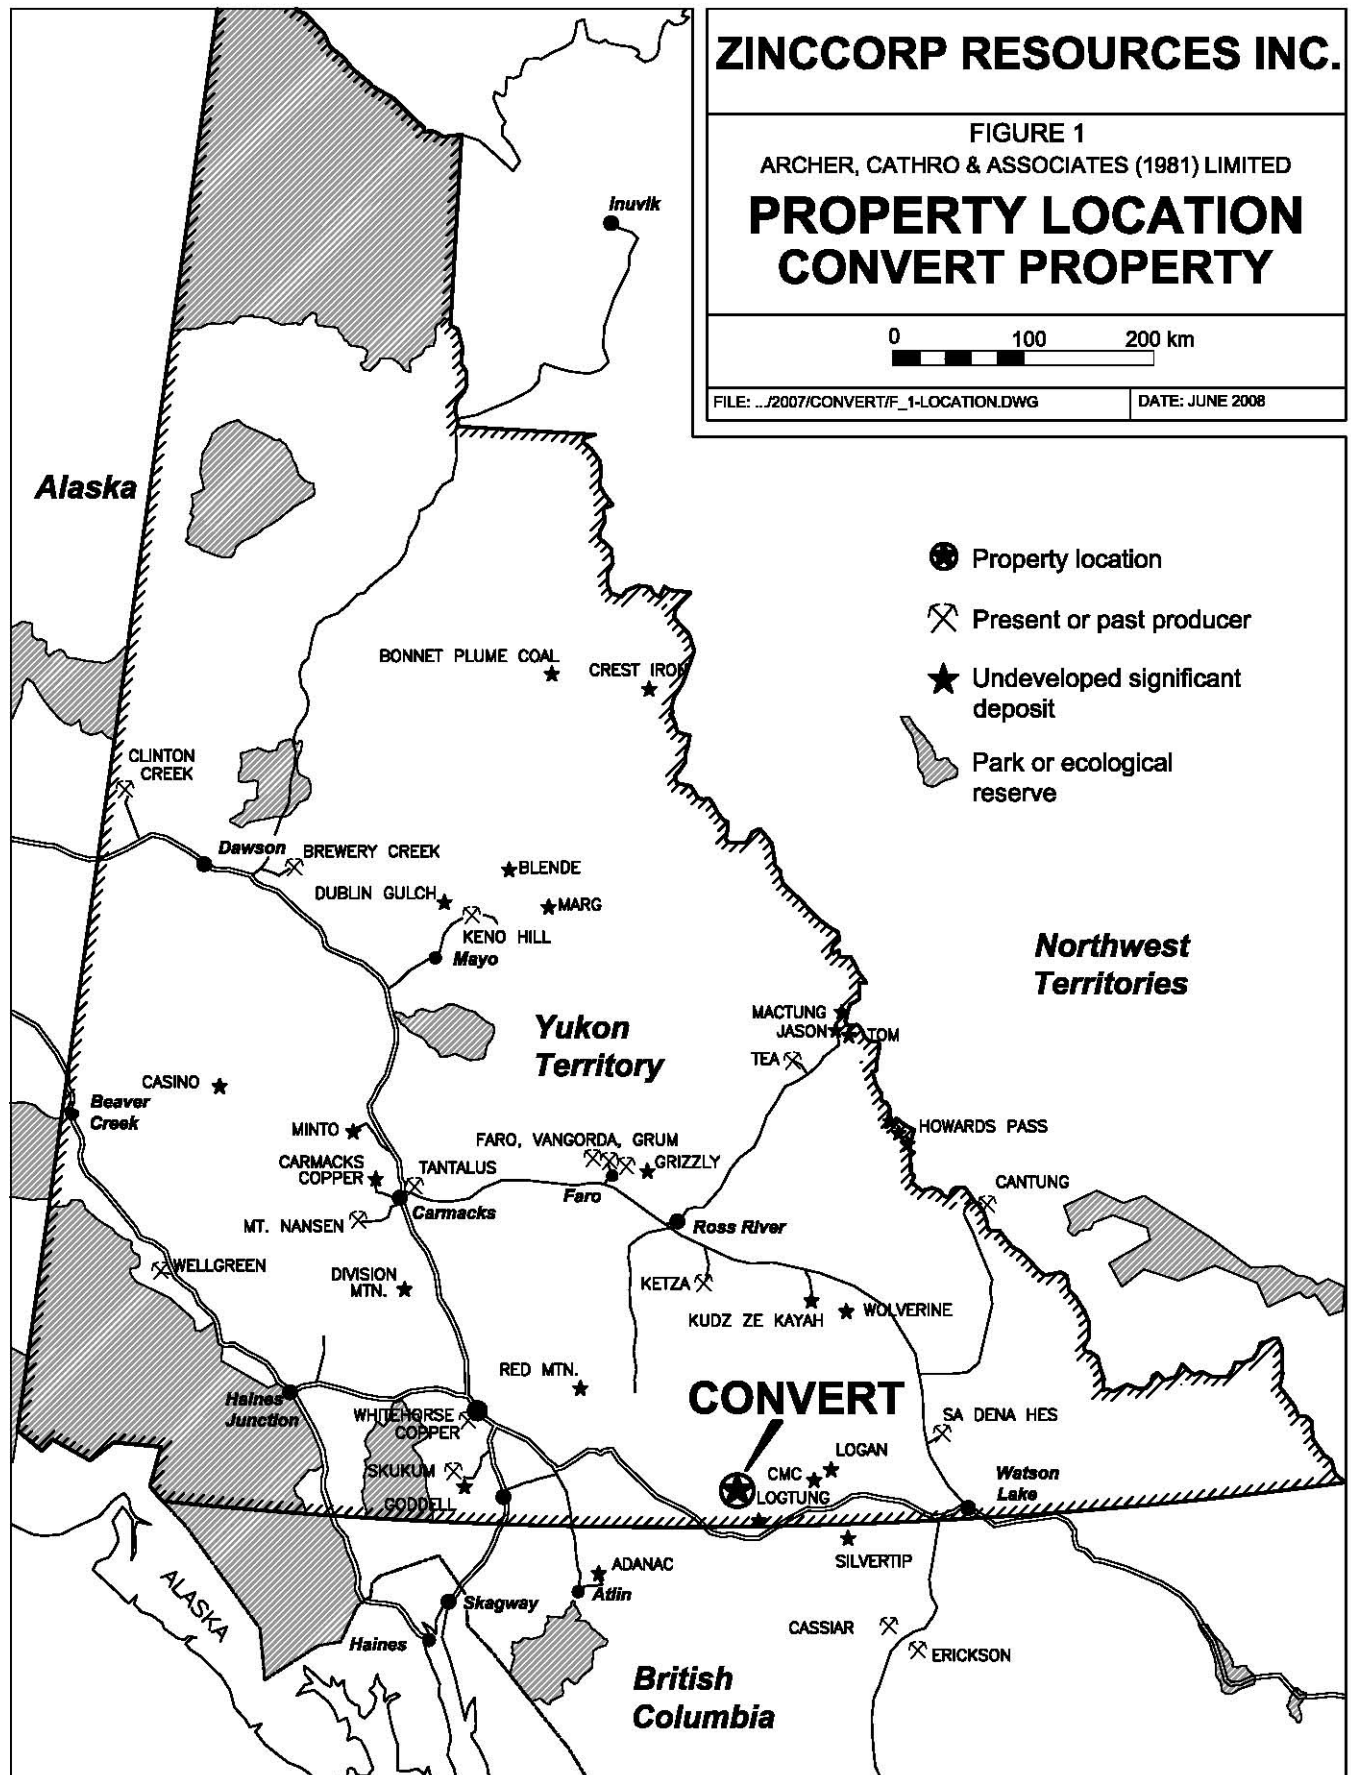 ZINCCORP RESOURCES INC.
FIGURE 1
ARCHER, CATHRO & ASSOCIATES (1981) LIMITED
PROPERTY LOCATION
CONVERT PROPERTY
0 100 200 km
FILE: .../2007/CONVERT/F_1-LOCATION.DWG
DATE: JUNE 2008
Inuvik
Alaska
Property location
Present or past producer
Undeveloped significant
deposit
Park or ecological
reserve
BONNET PLUME COAL
CREST IRON
CLINTON
CREEK
Dawson
BREWERY CREEK
BLENDE
DUBLIN GULCH
MARG
KENO HILL
Mayo
Northwest
Territories
Yukon
Territory
MACTUNG
JASON
TOM
TEA
CASINO
Beaver
Creek
MINTO
FARO, VANGORDA, GRUM
HOWARDS PASS
CARMACKS
COPPER
TANTALUS
GRIZZLY
CANTUNG
Faro
Carmacks
MT. NANSEN
Ross River
WELLGREEN
DIVISION
MTN.
KETZA
KUDZ ZE KAYAH
WOLVERINE
RED MTN.
CONVERT
Haines
Junction
WHITEHORSE
COPPER
SA DENA HES
LOGAN
SKUKUM
CMC
Watson
Lake
GODDELL
LOGTUNG
SILVERTIP
ADANAC
Atlin
ALASKA
Skagway
Haines
CASSIAR
ERICKSON
British
Columbia